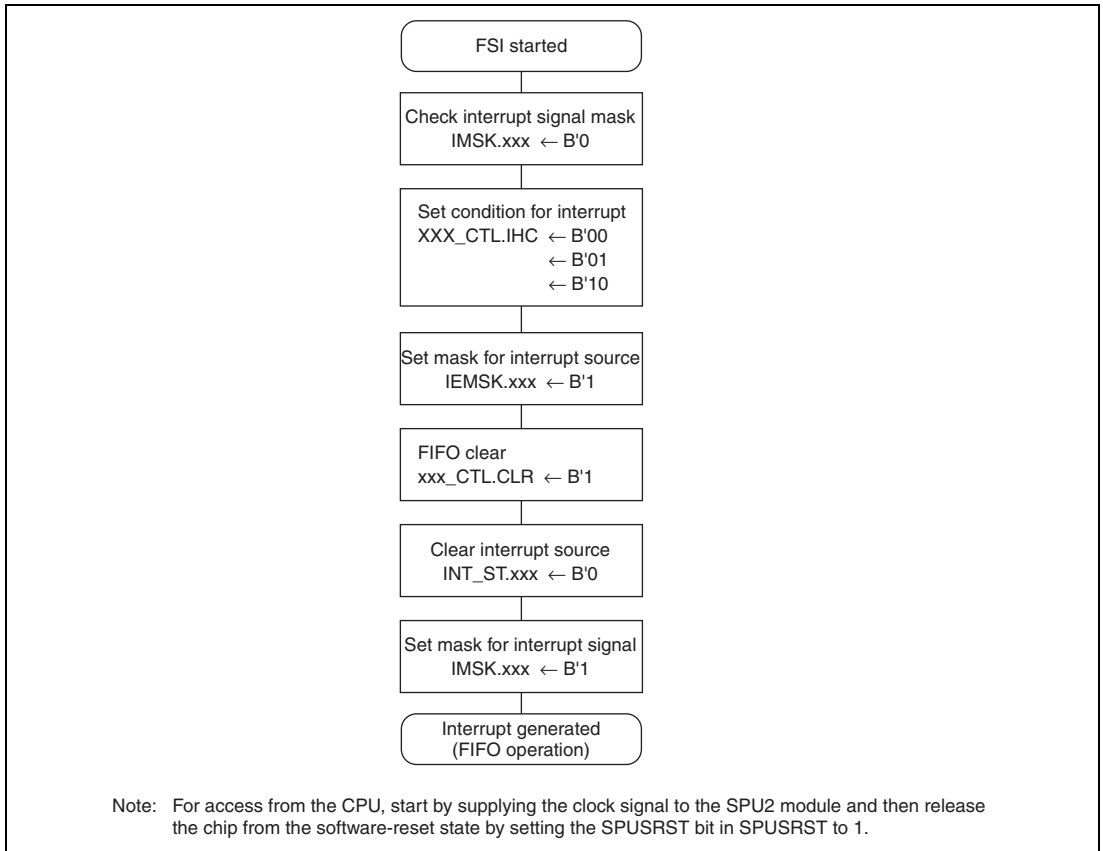 FSI started
Check interrupt signal mask
IMSK.xxx ← B'0
Set condition for interrupt
XXX_CTL.IHC ← B'00
← B'01
← B'10
Set mask for interrupt source
IEMSK.xxx ← B'1
FIFO clear
xxx_CTL.CLR ← B'1
Clear interrupt source
INT_ST.xxx ← B'0
Set mask for interrupt signal
IMSK.xxx ← B'1
Interrupt generated
(FIFO operation)
Note: For access from the CPU, start by supplying the clock signal to the SPU2 module and then release
the chip from the software-reset state by setting the SPUSRST bit in SPUSRST to 1.